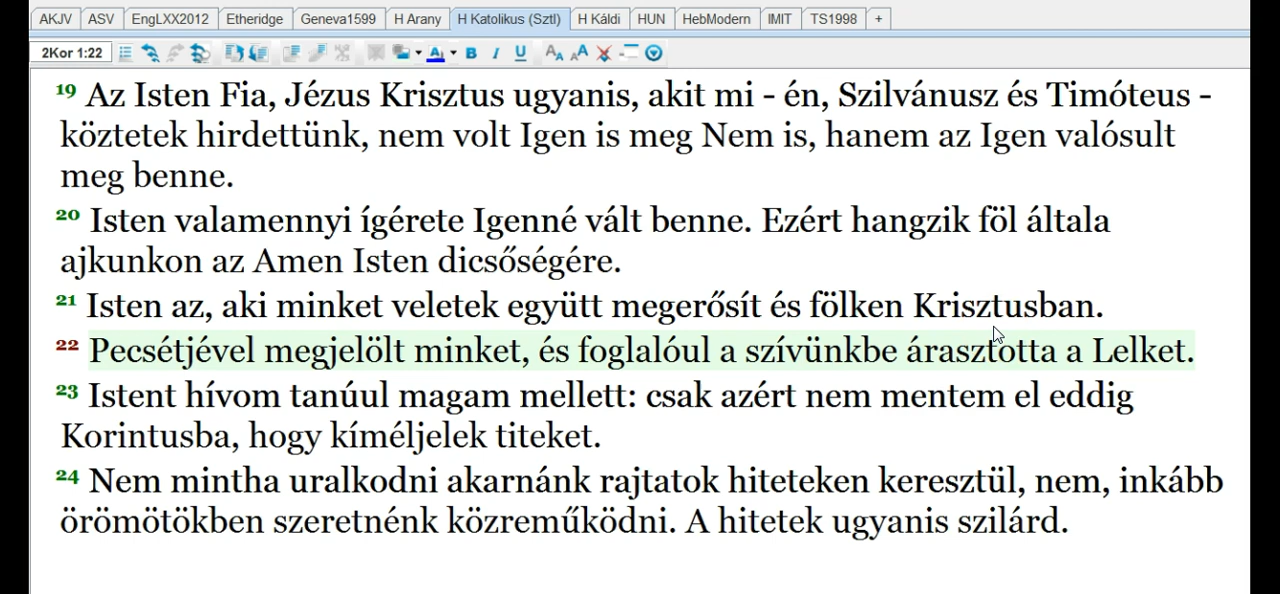 AKJV ASV EngLXX2012 Etheridge Geneva1599 H Arany H Katolikus (Sztl) H Káldi HUN HebModern IMIT TS1998 +
2Kor 1:22
19 Az Isten Fia, Jézus Krisztus ugyanis, akit mi - én, Szilvánusz és Timóteus -
köztetek hirdettünk, nem volt Igen is meg Nem is, hanem az Igen valósult
meg benne.
20 Isten valamennyi ígérete Igenné vált benne. Ezért hangzik föl általa
ajkunkon az Amen Isten dicsőségére.
21 Isten az, aki minket veletek együtt megerősít és fölken Krisztusban.
22 Pecsétjével megjelölt minket, és foglalóul a szívünkbe árasztotta a Lelket.
23 Istent hívom tanúul magam mellett: csak azért nem mentem el eddig
Korintusba, hogy kíméljelek titeket.
24 Nem mintha uralkodni akarnánk rajtatok hiteteken keresztül, nem, inkább
örömötökben szeretnénk közreműködni. A hitetek ugyanis szilárd.